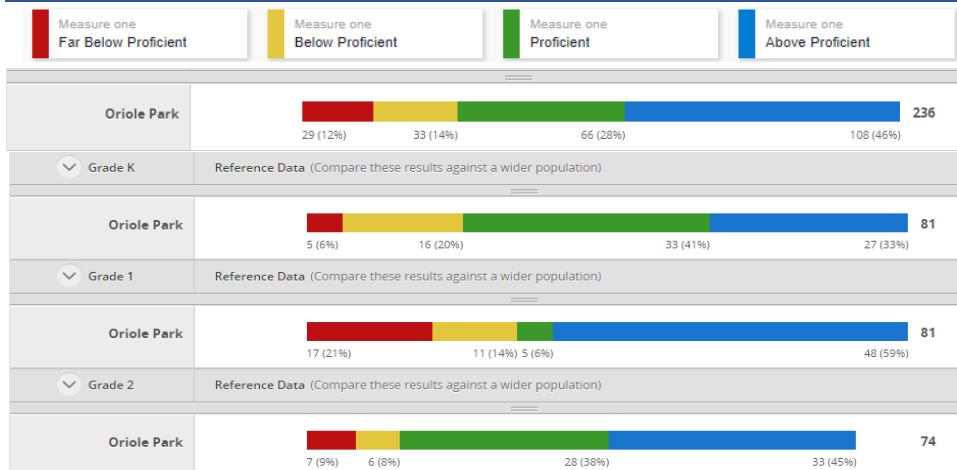 Measure one Measure one Measure one Measure one
Far Below Proficient Below Proficient Proficient Above Proficient
Oriole Park 236
29 (12%) 33 (14%) 66 (28%) 108 (46%)
Grade K Reference Data (Compare these results against a wider population)
Oriole Park 81
5 (6%) 16 (20%) 33 (41%) 27 (33%)
Grade 1 Reference Data (Compare these results against a wider population)
Oriole Park 81
17 (21%) 11 (14%) 5 (6%) 48 (59%)
Grade 2 Reference Data (Compare these results against a wider population)
Oriole Park 74
7 (9%) 6 (8%) 28 (38%) 33 (45%)